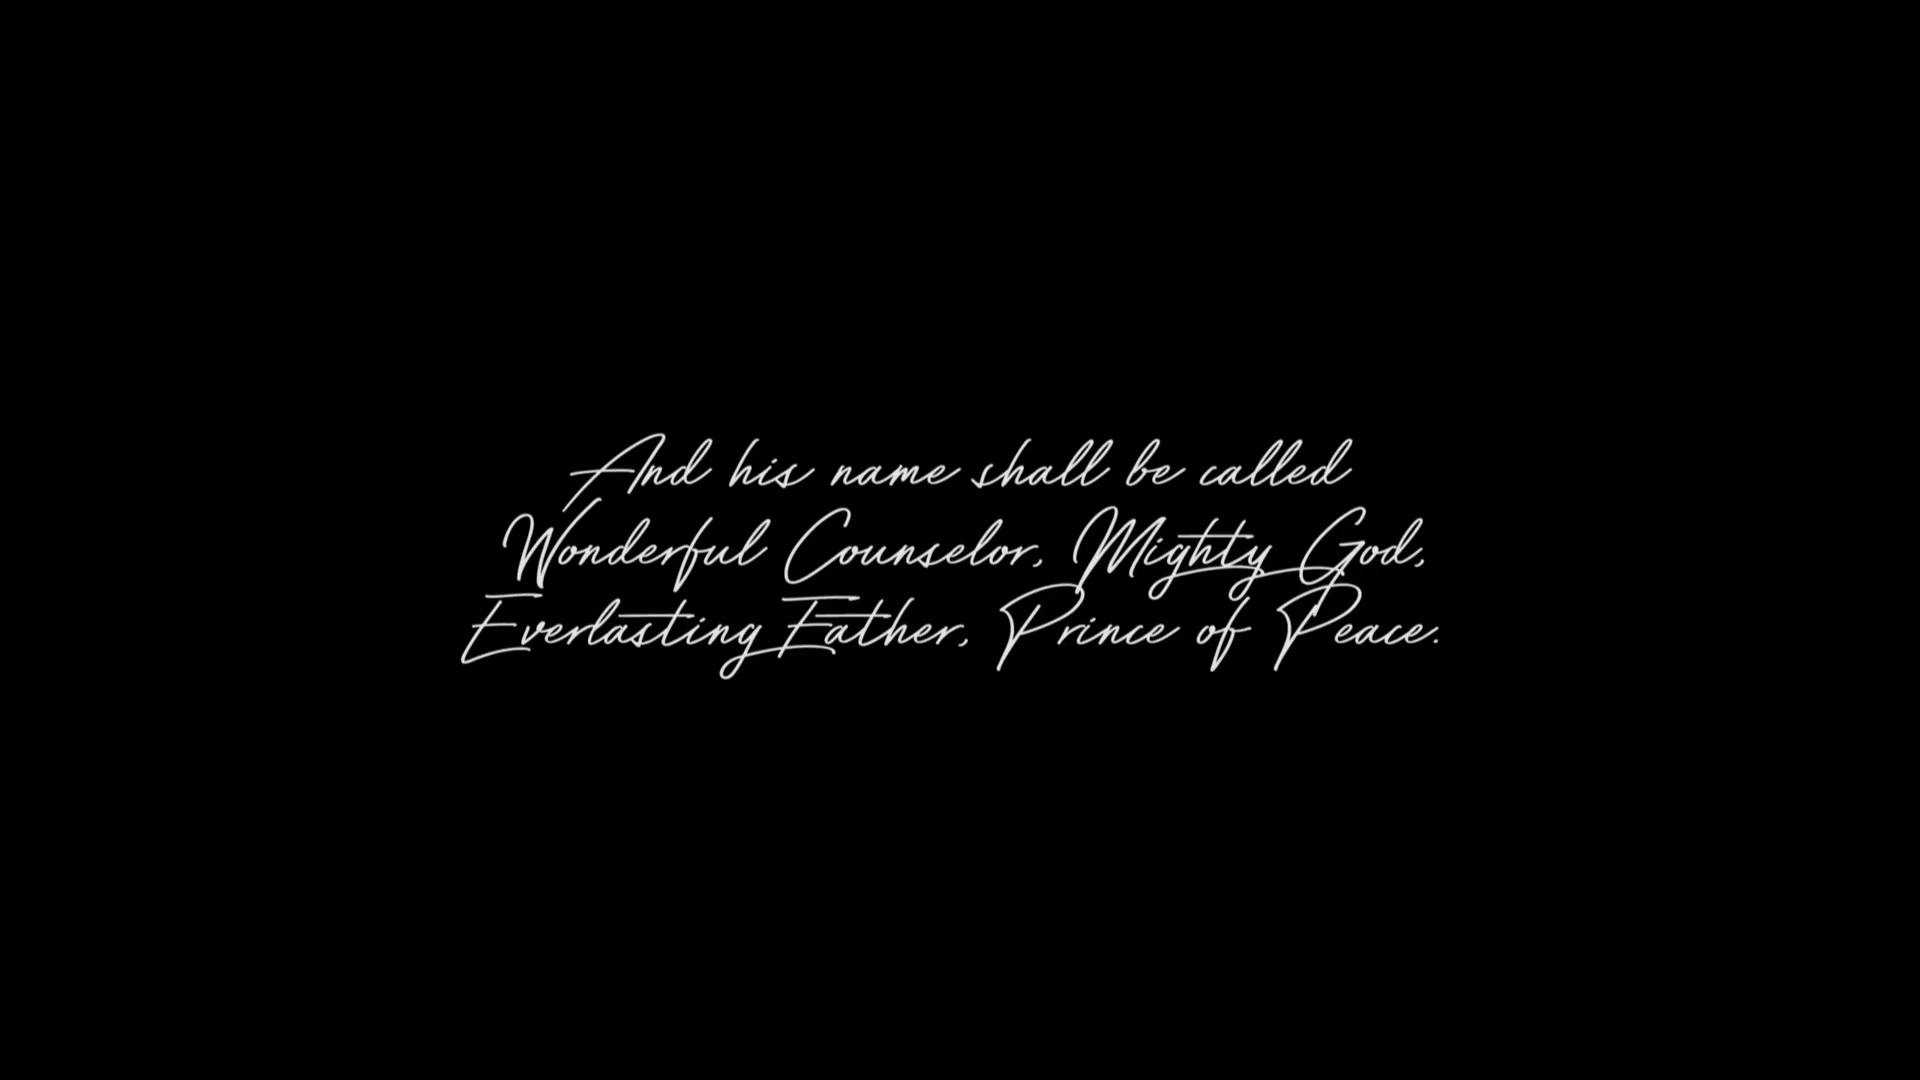 And his name shall be called
Wonderful Counselor, Mighty God,
Everlasting Father, Prince of Peace.